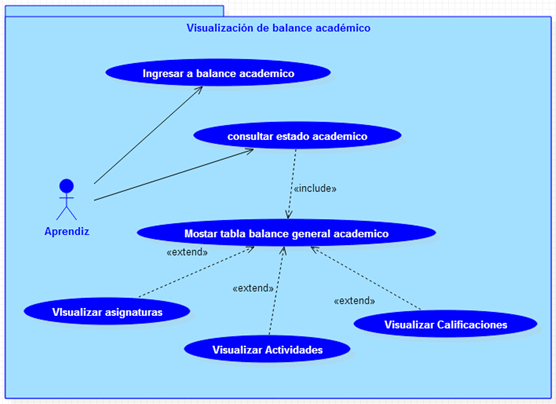 Visualización de balance académico
Ingresar a balance academico
consultar estado academico
«include»
Aprendiz
Mostar tabla balance general academico
«extend»
«extend»
«extend»
VIsualizar asignaturas
Visualizar Calificaciones
Visualizar Actividades